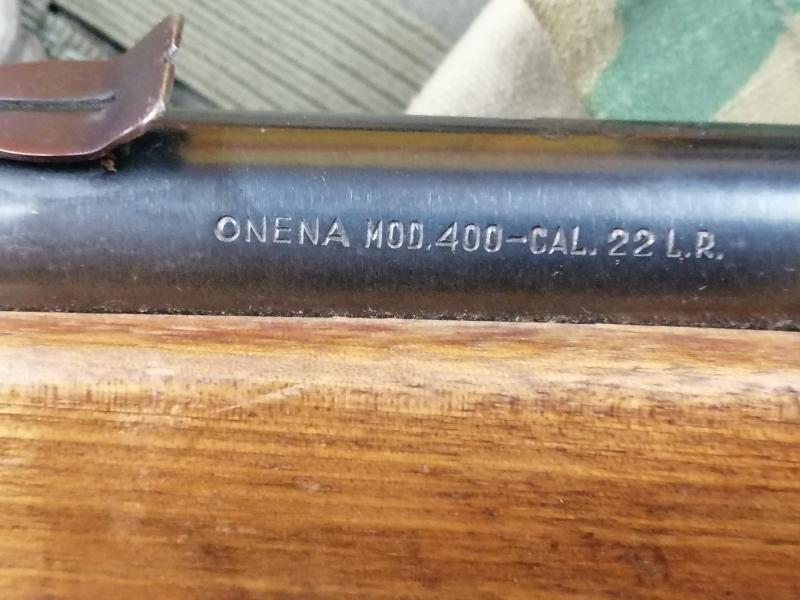 ONENA MOD.400-CAL. 22 L.R.